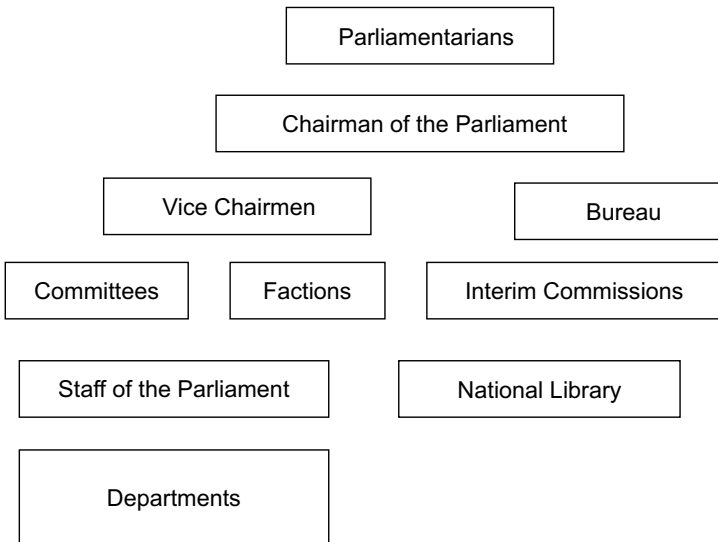 Parliamentarians
Chairman of the Parliament
Vice Chairmen
Bureau
Committees
Factions
Interim Commissions
Staff of the Parliament
National Library
Departments